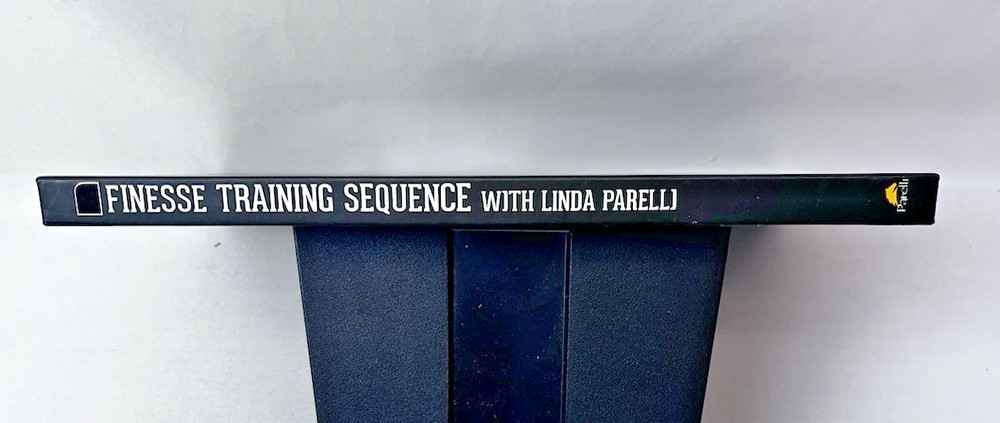 FINESSE TRAINING SEQUENCE WITH LINDA PARELLI
Parelli